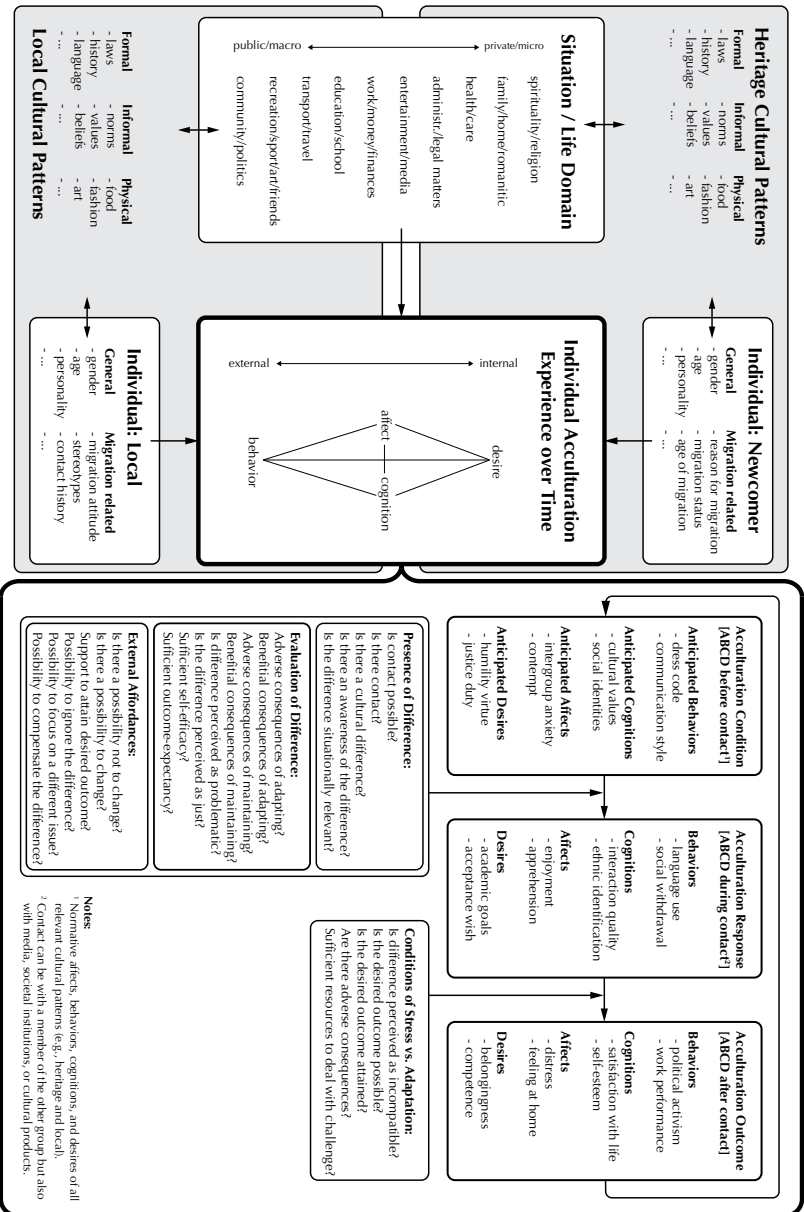 Heritage Cultural Patterns
Formal
- laws
- history
- language
- ...
Informal
- norms
- values
- beliefs
- ...
Physical
- food
- fashion
- art
- ...
Individual: Newcomer
General
- gender
- age
- personality
- ...
Migration related
- reason for migration
- migration status
- age of migration
- ...
Situation / Life Domain
public/macro
private/micro
spirituality/religion
family/home/romanitic
health/care
administr./legal matters
entertainment/media
work/money/finances
education/school
transport/travel
recreation/sport/art/friends
community/politics
Individual Acculturation
Experience over Time
external
internal
desire
affect
cognition
behavior
Formal
- laws
- history
- language
- ...
Informal
- norms
- values
- beliefs
- ...
Physical
- food
- fashion
- art
- ...
Local Cultural Patterns
Individual: Local
General
- gender
- age
- personality
- ...
Migration related
- migration attitude
- stereotypes
- contact history
- ...
Acculturation Condition
[ABCD before contact¹]
Anticipated Behaviors
- dress code
- communication style
Anticipated Cognitions
- cultural values
- social identities
Anticipated Affects
- intergroup anxiety
- contempt
Anticipated Desires
- humility virtue
- justice duty
Acculturation Response
[ABCD during contact²]
Behaviors
- language use
- social withdrawal
Cognitions
- interaction quality
- ethnic identification
Affects
- enjoyment
- apprehension
Desires
- academic goals
- acceptance wish
Acculturation Outcome
[ABCD after contact]
Behaviors
- political activism
- work performance
Cognitions
- satisfaction with life
- self-esteem
Affects
- distress
- feeling at home
Desires
- belongingness
- competence
Presence of Difference:
Is contact possible?
Is there contact?
Is there a cultural difference?
Is there an awareness of the difference?
Is the difference situationally relevant?
Evaluation of Difference:
Adverse consequences of adapting?
Benefitial consequences of adapting?
Adverse consequences of maintaining?
Benefitial consequences of maintaining?
Is difference perceived as problematic?
Is the difference perceived as just?
Sufficient self-efficacy?
Sufficient outcome-expectancy?
External Affordances:
Is there a possibility not to change?
Is there a possibility to change?
Support to attain desired outcome?
Possibility to ignore the difference?
Possibility to focus on a different issue?
Possibility to compensate the difference?
Conditions of Stress vs. Adaptation:
Is difference perceived as incompatible?
Is the desired outcome possible?
Is the desired outcome attained?
Are there adverse consequences?
Sufficient resources to deal with challenge?
Notes:
¹ Normative affects, behaviors, cognitions, and desires of all
relevant cultural patterns (e.g., heritage and local).
² Contact can be with a member of the other group but also
with media, societal institutions, or cultural products.